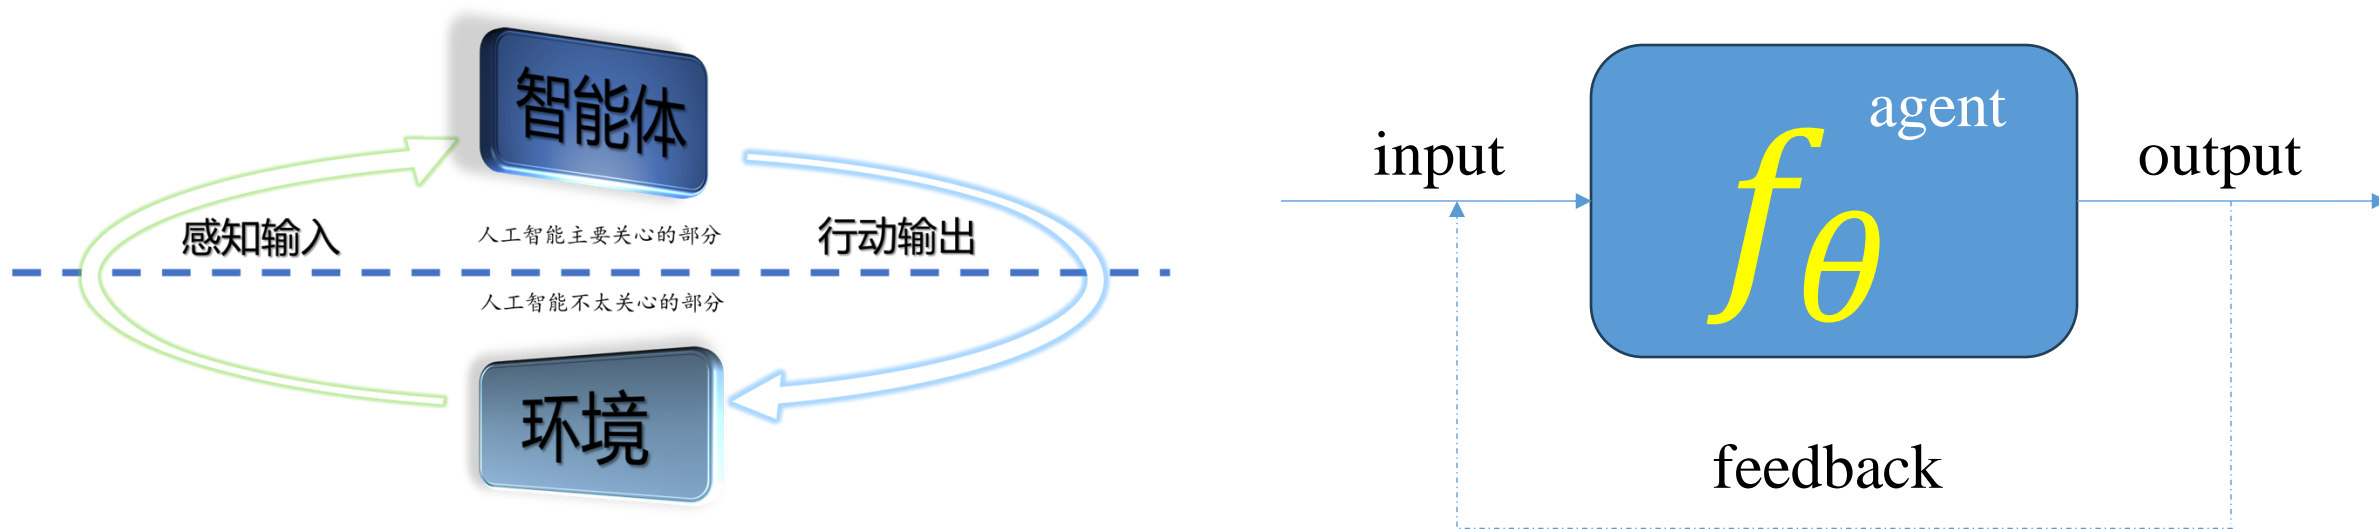 智能体
感知输入
人工智能主要关心的部分
行动输出
人工智能不太关心的部分
环境
agent
input
fθ
output
feedback